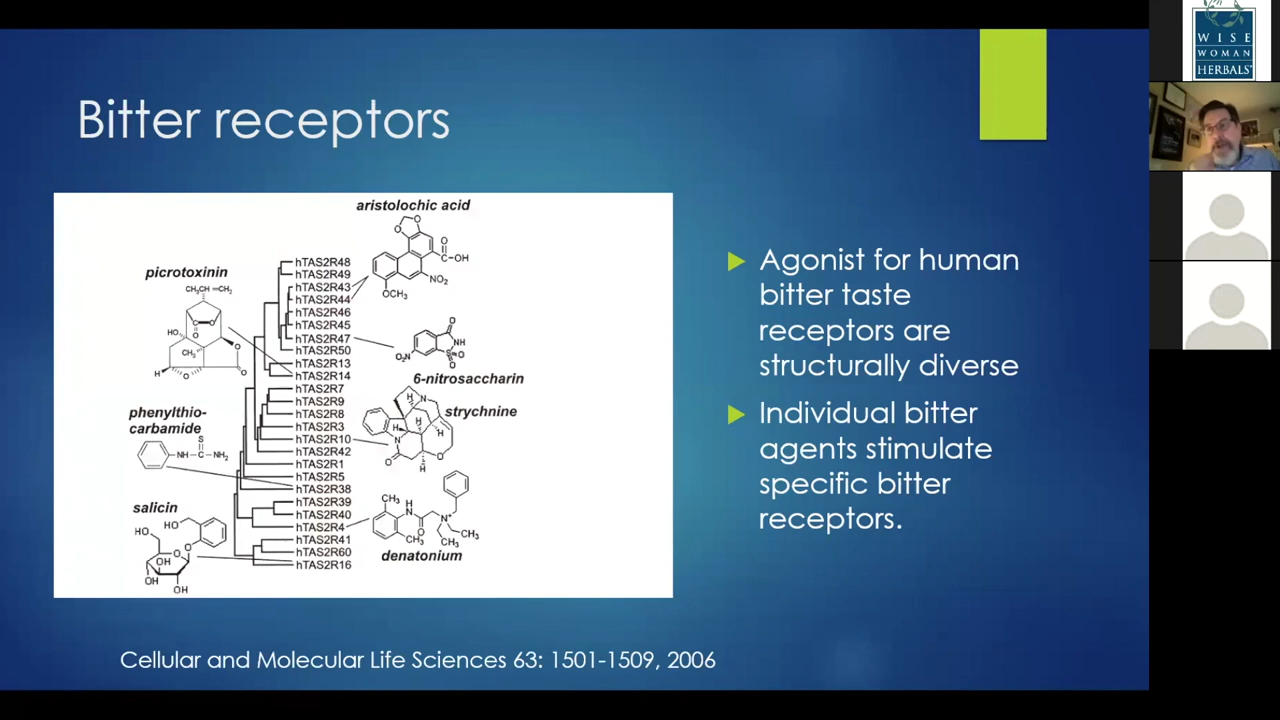 Bitter receptors
aristolochic acid
picrotoxinin
phenylthio-
carbamide
salicin
hTAS2R48
hTAS2R49
hTAS2R43
hTAS2R44
hTAS2R46
hTAS2R45
hTAS2R47
hTAS2R50
hTAS2R13
hTAS2R14
hTAS2R7
hTAS2R9
hTAS2R8
hTAS2R3
hTAS2R10
hTAS2R42
hTAS2R1
hTAS2R5
hTAS2R38
hTAS2R39
hTAS2R40
hTAS2R4
hTAS2R41
hTAS2R60
hTAS2R16
6-nitrosaccharin
strychnine
denatonium
Agonist for human
bitter taste
receptors are
structurally diverse
Individual bitter
agents stimulate
specific bitter
receptors.
Cellular and Molecular Life Sciences 63: 1501-1509, 2006
WISE
WOMAN
HERBALS